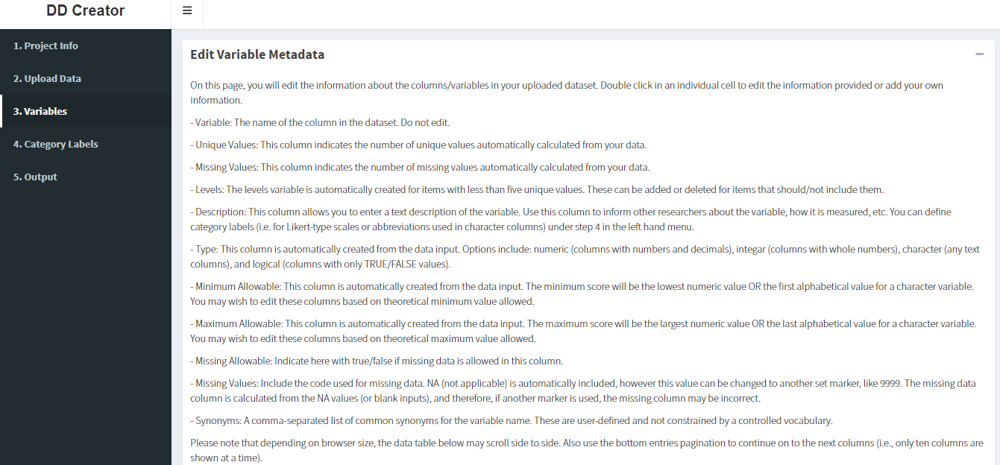 DD Creator
1. Project Info
2. Upload Data
3. Variables
4. Category Labels
5. Output
Edit Variable Metadata
On this page, you will edit the information about the columns/variables in your uploaded dataset. Double click in an individual cell to edit the information provided or add your own
information.
- Variable: The name of the column in the dataset. Do not edit.
- Unique Values: This column indicates the number of unique values automatically calculated from your data.
- Missing Values: This column indicates the number of missing values automatically calculated from your data.
- Levels: The levels variable is automatically created for items with less than five unique values. These can be added or deleted for items that should/not include them.
- Description: This column allows you to enter a text description of the variable. Use this column to inform other researchers about the variable, how it is measured, etc. You can define
category labels (i.e. for Likert-type scales or abbreviations used in character columns) under step 4 in the left hand menu.
- Type: This column is automatically created from the data input. Options include: numeric (columns with numbers and decimals), integar (columns with whole numbers), character (any text
columns), and logical (columns with only TRUE/FALSE values).
- Minimum Allowable: This column is automatically created from the data input. The minimum score will be the lowest numeric value OR the first alphabetical value for a character variable.
You may wish to edit these columns based on theoretical minimum value allowed.
- Maximum Allowable: This column is automatically created from the data input. The maximum score will be the largest numeric value OR the last alphabetical value for a character variable.
You may wish to edit these columns based on theoretical maximum value allowed.
- Missing Allowable: Indicate here with true/false if missing data is allowed in this column.
- Missing Values: Include the code used for missing data. NA (not applicable) is automatically included, however this value can be changed to another set marker, like 9999. The missing data
column is calculated from the NA values (or blank inputs), and therefore, if another marker is used, the missing column may be incorrect.
- Synonyms: A comma-separated list of common synonyms for the variable name. These are user-defined and not constrained by a controlled vocabulary.
Please note that depending on browser size, the data table below may scroll side to side. Also use the bottom entries pagination to continue on to the next columns (i.e., only ten columns are
shown at a time).